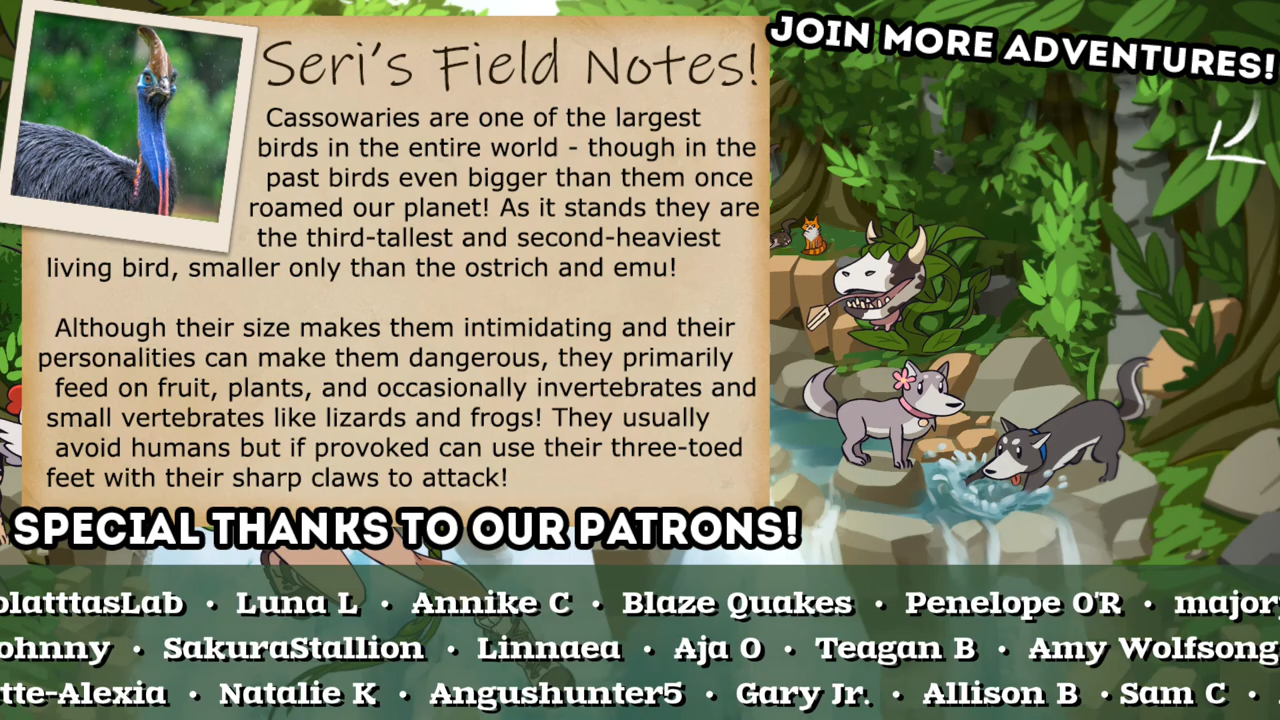 Seri's Field Notes!
JOIN MORE ADVENTURES!
Cassowaries are one of the largest
birds in the entire world - though in the
past birds even bigger than them once
roamed our planet! As it stands they are
the third-tallest and second-heaviest
living bird, smaller only than the ostrich and emu!
Although their size makes them intimidating and their
personalities can make them dangerous, they primarily
feed on fruit, plants, and occasionally invertebrates and
small vertebrates like lizards and frogs! They usually
avoid humans but if provoked can use their three-toed
feet with their sharp claws to attack!
SPECIAL THANKS TO OUR PATRONS!
olatttasLab · Luna L · Annike C · Blaze Quakes · Penelope O'R · major
ohnny · SakuraStallion · Linnaea · Aja O · Teagan B · Amy Wolfsong
tte-Alexia · Natalie K · Angushunter5 · Gary Jr. · Allison B · Sam C ·